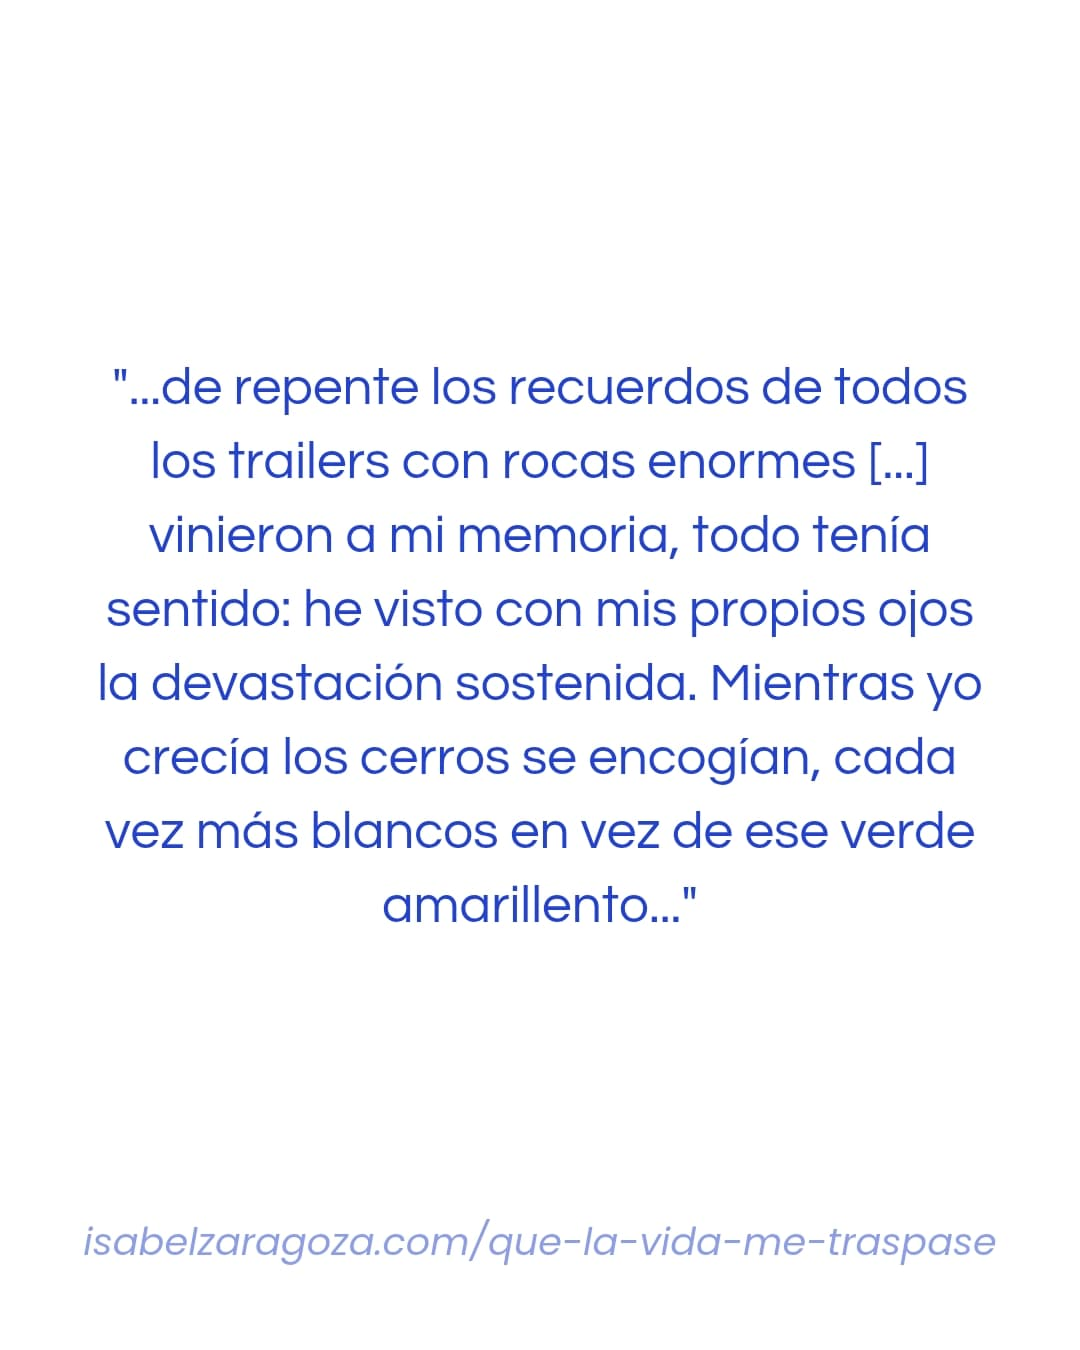 "...de repente los recuerdos de todos
los trailers con rocas enormes [...]
vinieron a mi memoria, todo tenía
sentido: he visto con mis propios ojos
la devastación sostenida. Mientras yo
crecía los cerros se encogían, cada
vez más blancos en vez de ese verde
amarillento..."
isabelzaragoza.com/que-la-vida-me-traspase